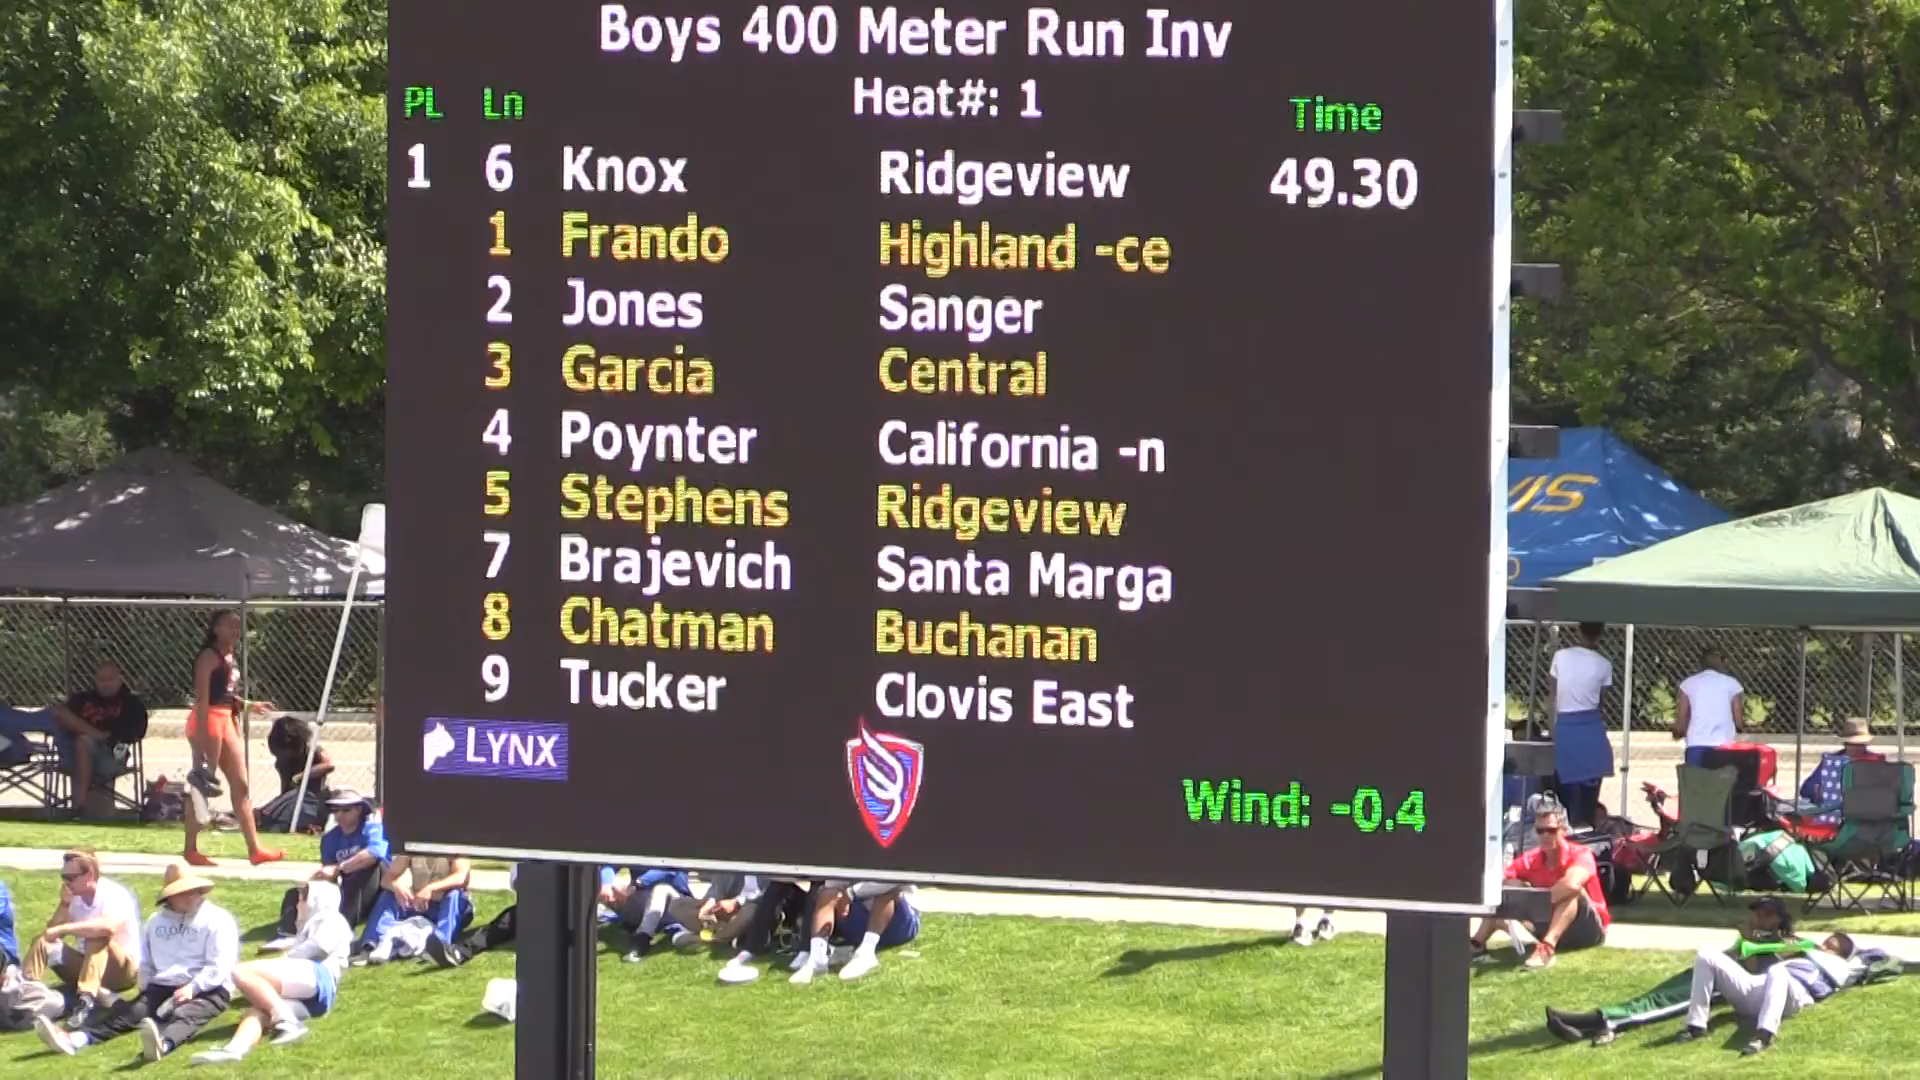 Boys 400 Meter Run Inv
Heat#: 1
PL Ln Time
1 6 Knox Ridgeview 49.30
1 Frando Highland -ce
2 Jones Sanger
3 Garcia Central
4 Poynter California -n
5 Stephens Ridgeview
7 Brajevich Santa Marga
8 Chatman Buchanan
9 Tucker Clovis East
LYNX
Wind: -0.4